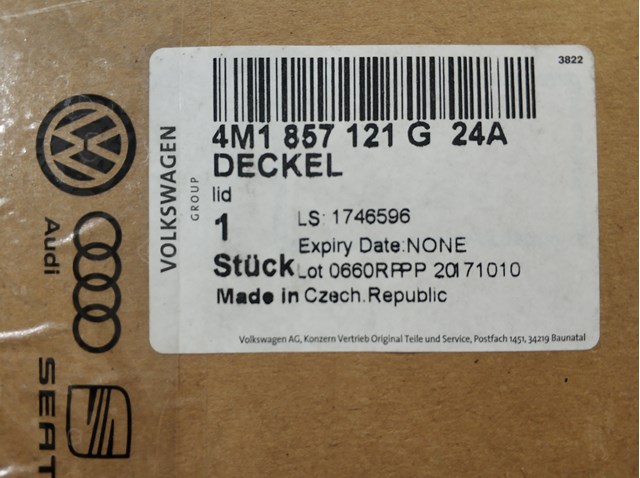 3822
4M1 857 121 G 24A
DECKEL
lid
1
LS: 1746596
Expiry Date:NONE
Stück
Lot 0660RPPP 20171010
Made in Czech.Republic
Volkswagen AG, Konzern Vertrieb Original Teile und Service, Postfach 1451, 34219 Baunatal
VOLKSWAGEN
GROUP
Audi
SEAT